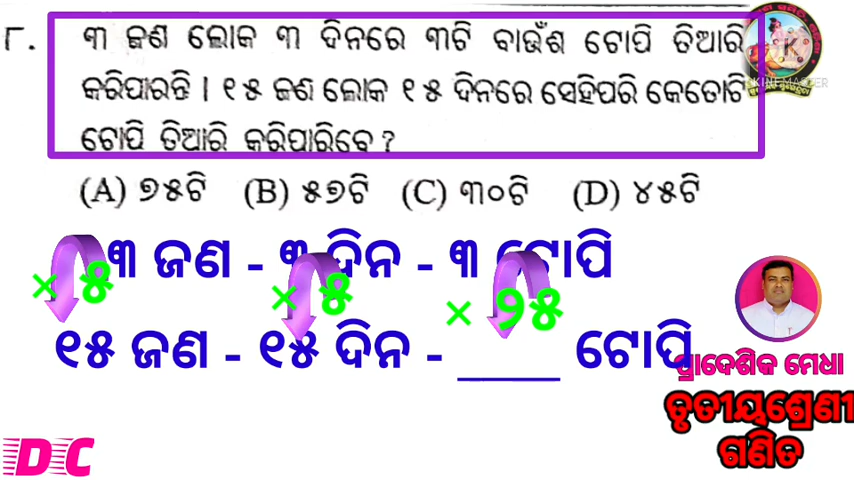 ୮. ୩ ଜଣ ଲୋକ ୩ ଦିନରେ ୩ଟି ବାଉଁଶ ଟୋପି ତିଆରି
କରିପାରନ୍ତି । ୧୫ ଜଣ ଲୋକ ୧୫ ଦିନରେ ସେହିପରି କେତୋଟି
ଟୋପି ତିଆରି କରିପାରିବେ ?
(A) ୭୫ଟି (B) ୫୭ଟି (C) ୩୦ଟି (D) ୪୫ଟି
୩ ଜଣ - ୩ ଦିନ - ୩ ଟୋପି
× ୫ × ୫ × ୨୫
୧୫ ଜଣ - ୧୫ ଦିନ - ____ ଟୋପି
ପ୍ରାଦେଶିକ ମେଧା
ତୃତୀୟଶ୍ରେଣୀ
ଗଣିତ
DC